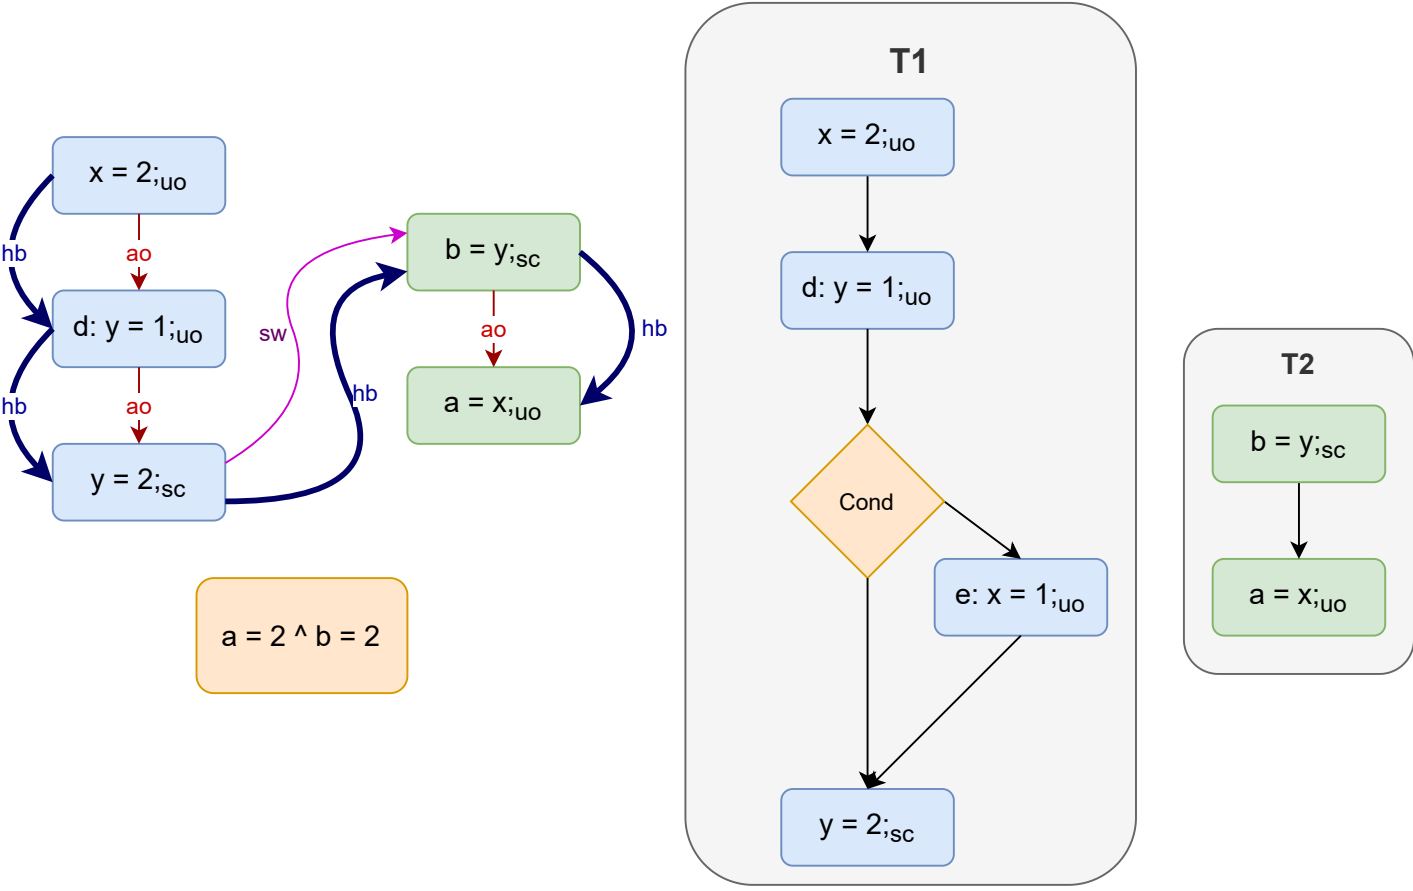 x = 2;uo
hb
ao
d: y = 1;uo
hb
ao
y = 2;sc
sw
hb
b = y;sc
ao
hb
a = x;uo
a = 2 ^ b = 2
T1
x = 2;uo
d: y = 1;uo
Cond
e: x = 1;uo
y = 2;sc
T2
b = y;sc
a = x;uo